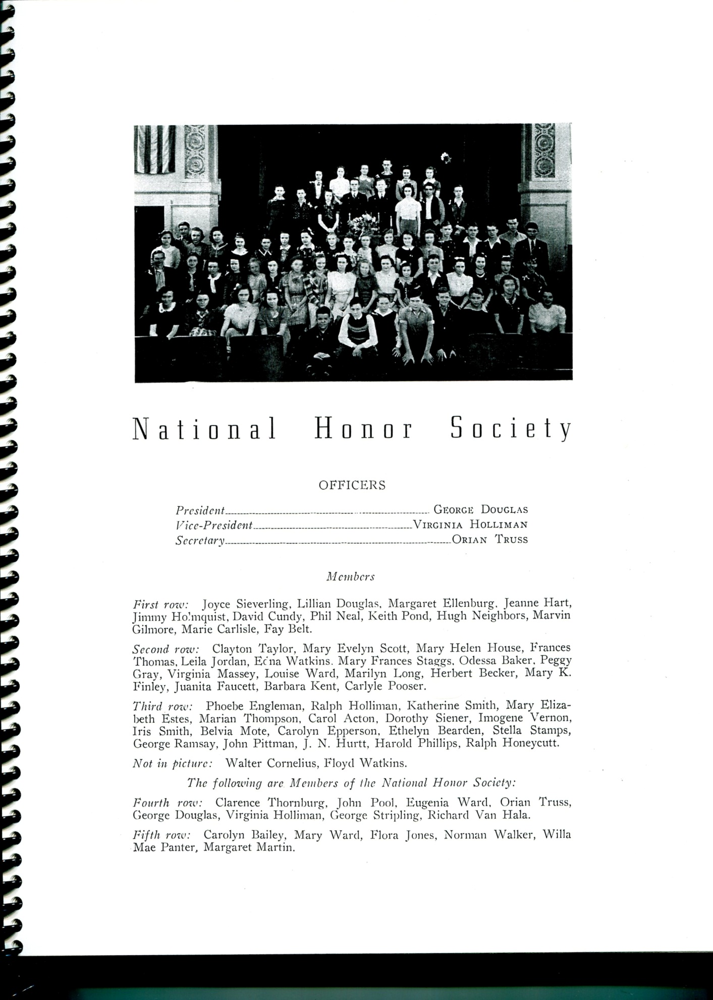 National Honor Society
OFFICERS
President George Douglas
Vice-President Virginia Holliman
Secretary Orian Truss
Members
First row: Joyce Sieverling, Lillian Douglas, Margaret Ellenburg, Jeanne Hart,
Jimmy Holmquist, David Cundy, Phil Neal, Keith Pond, Hugh Neighbors, Marvin
Gilmore, Marie Carlisle, Fay Belt.
Second row: Clayton Taylor, Mary Evelyn Scott, Mary Helen House, Frances
Thomas, Leila Jordan, Edna Watkins, Mary Frances Staggs, Odessa Baker, Peggy
Gray, Virginia Massey, Louise Ward, Marilyn Long, Herbert Becker, Mary K.
Finley, Juanita Faucett, Barbara Kent, Carlyle Pooser.
Third row: Phoebe Engleman, Ralph Holliman, Katherine Smith, Mary Eliza-
beth Estes, Marian Thompson, Carol Acton, Dorothy Siener, Imogene Vernon,
Iris Smith, Belvia Mote, Carolyn Epperson, Ethelyn Bearden, Stella Stamps,
George Ramsay, John Pittman, J. N. Hurtt, Harold Phillips, Ralph Honeycutt.
Not in picture: Walter Cornelius, Floyd Watkins.
The following are Members of the National Honor Society:
Fourth row: Clarence Thornburg, John Pool, Eugenia Ward, Orian Truss,
George Douglas, Virginia Holliman, George Stripling, Richard Van Hala.
Fifth row: Carolyn Bailey, Mary Ward, Flora Jones, Norman Walker, Willa
Mae Panter, Margaret Martin.